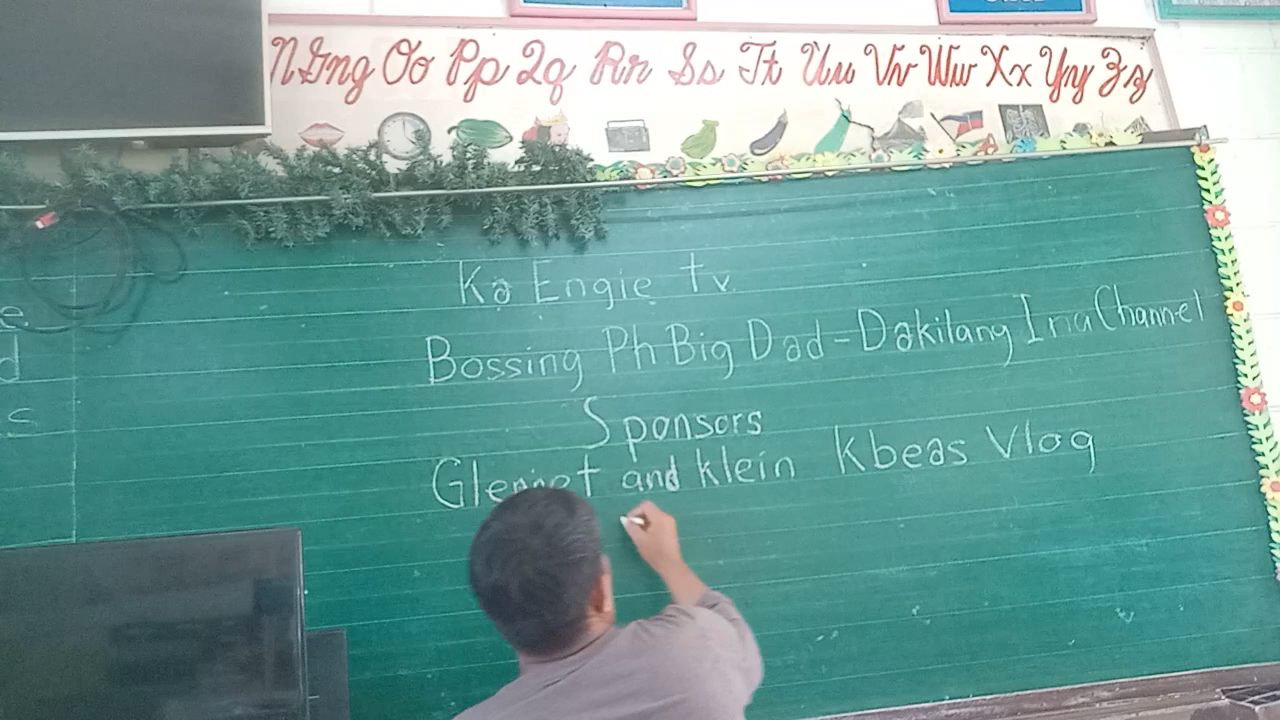 N NGng Oo Pp Qq Rr Ss Tt Uu Vv Ww Xx Yy Zz
Ka Engie tv.
Bossing Ph Big Dad - Dakilang Ina Channel
Sponsors
and klein Kbeas Vlog
e
d
s